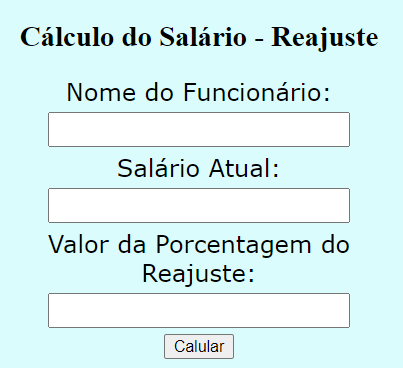 Cálculo do Salário - Reajuste
Nome do Funcionário:
Salário Atual:
Valor da Porcentagem do
Reajuste:
Calular